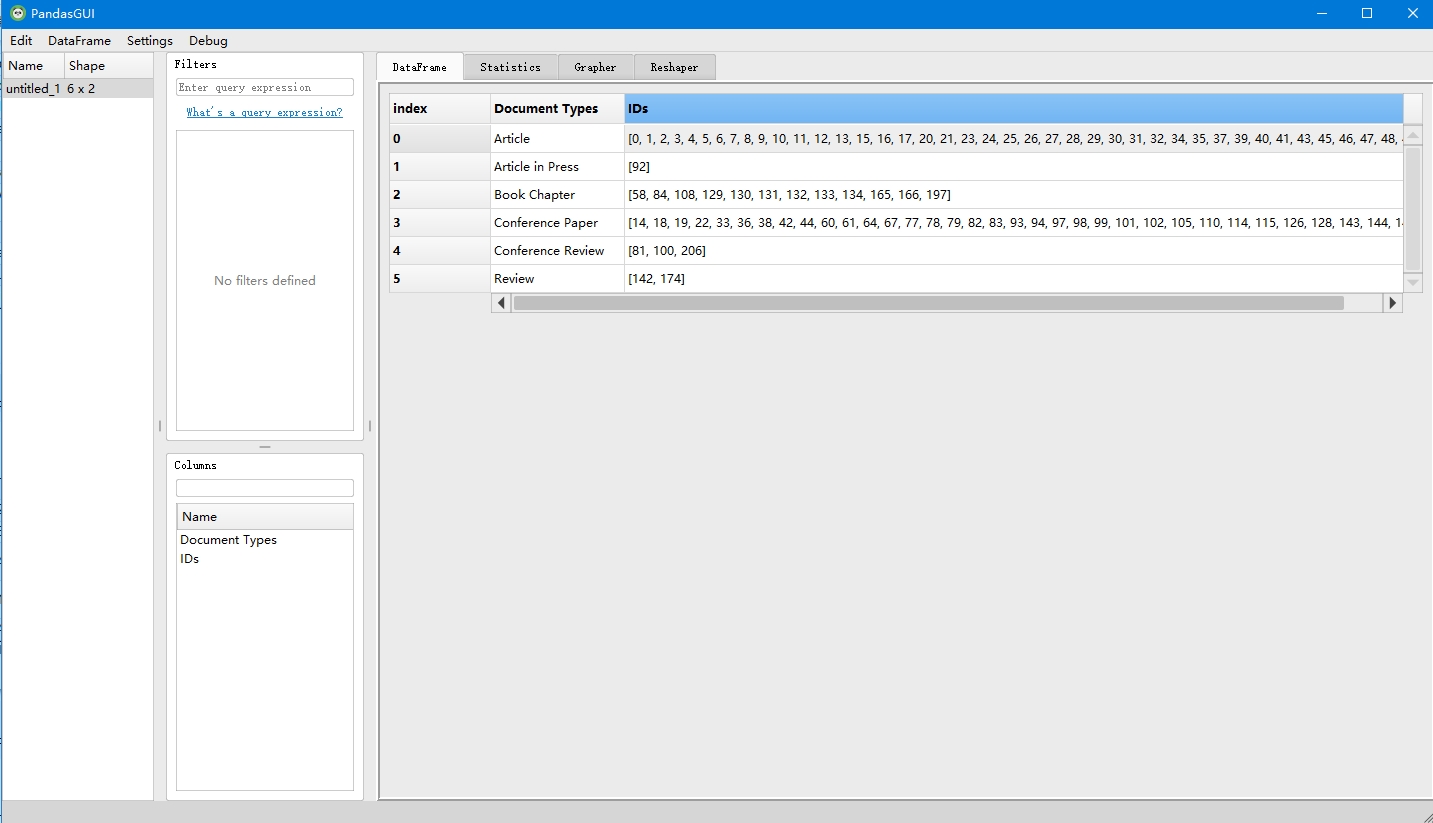 PandasGUI
Edit DataFrame Settings Debug
Name Shape
untitled_1 6 x 2
Filters
Enter query expression
What's a query expression?
No filters defined
Columns
Name
Document Types
IDs
DataFrame Statistics Grapher Reshaper
index Document Types IDs
0 Article [0, 1, 2, 3, 4, 5, 6, 7, 8, 9, 10, 11, 12, 13, 15, 16, 17, 20, 21, 23, 24, 25, 26, 27, 28, 29, 30, 31, 32, 34, 35, 37, 39, 40, 41, 43, 45, 46, 47, 48,
1 Article in Press [92]
2 Book Chapter [58, 84, 108, 129, 130, 131, 132, 133, 134, 165, 166, 197]
3 Conference Paper [14, 18, 19, 22, 33, 36, 38, 42, 44, 60, 61, 64, 67, 77, 78, 79, 82, 83, 93, 94, 97, 98, 99, 101, 102, 105, 110, 114, 115, 126, 128, 143, 144,
4 Conference Review [81, 100, 206]
5 Review [142, 174]